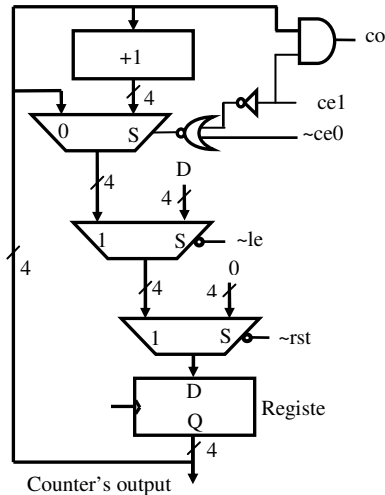 co
+1
4
ce1
0 S
~ce0
4
D
4
1 S ~le
4
4
0
4
1 S ~rst
D
Registe
Q
4
Counter's output